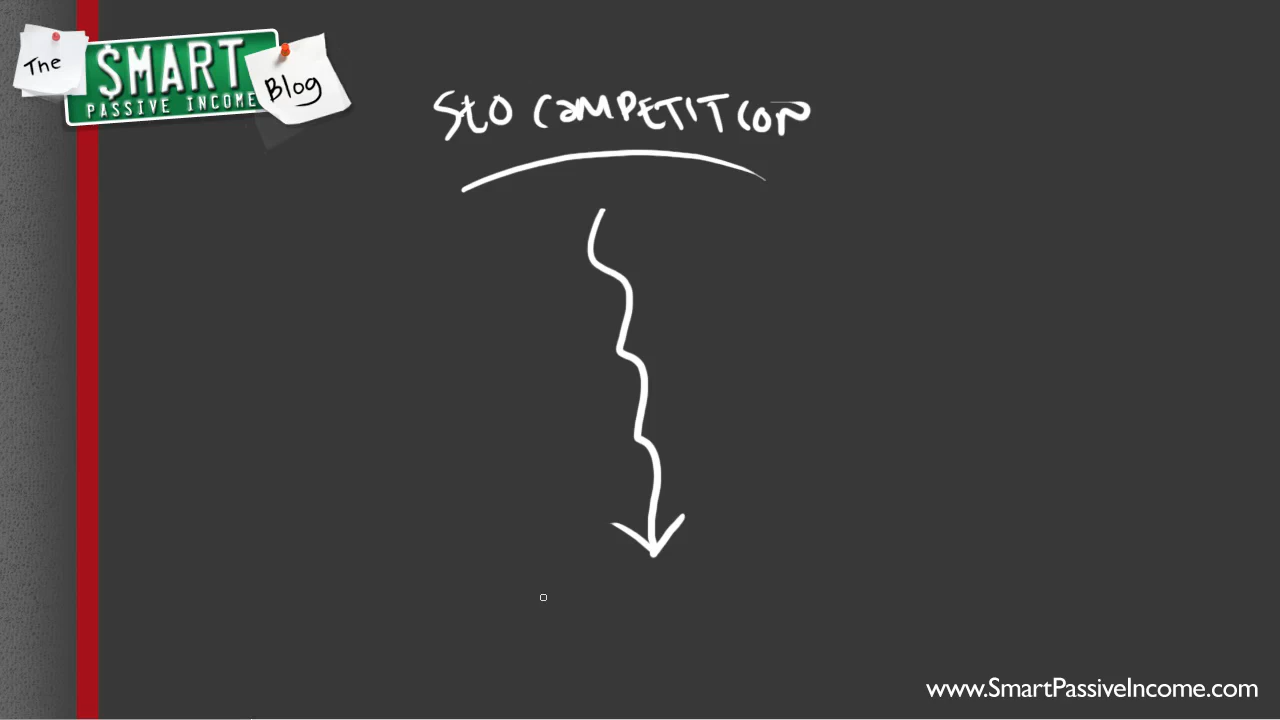 The
$MART
PASSIVE INCOME
Blog
SEO COMPETITION
www.SmartPassiveIncome.com